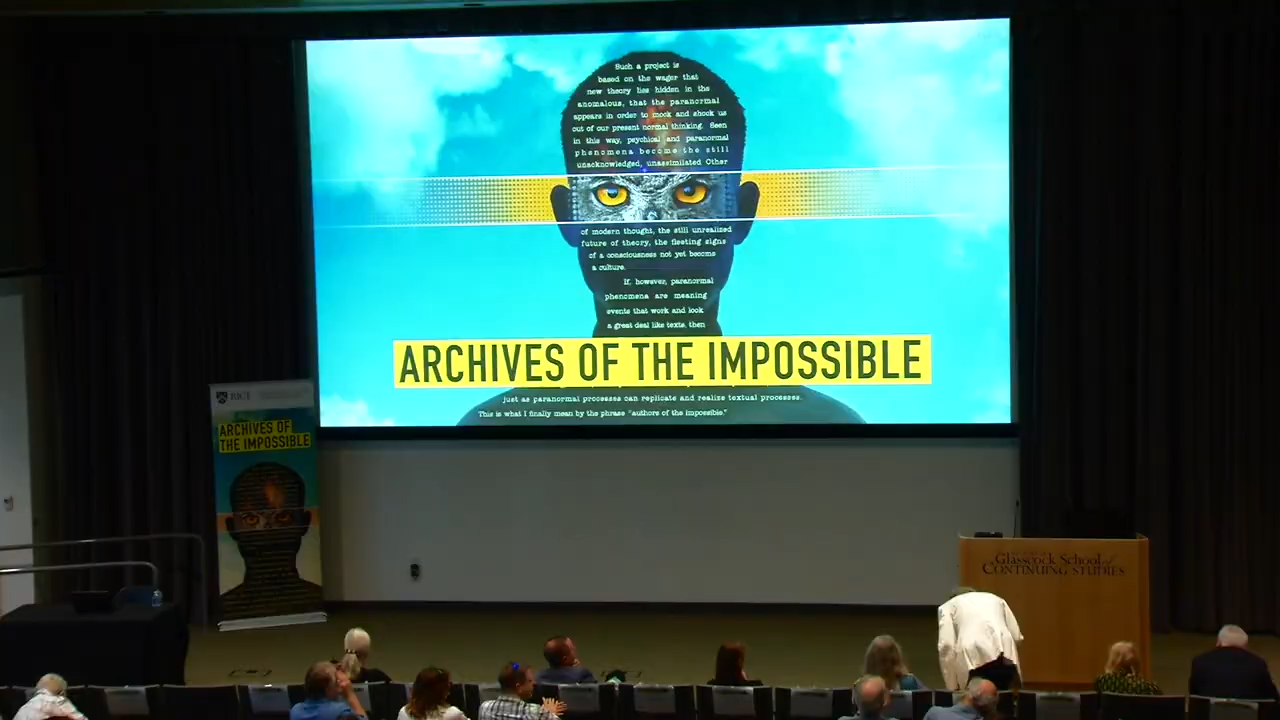 Such a project is
based on the wager that
new theory lies hidden in the
anomalous, that the paranormal
appears in order to mock and shock us
out of our present normal thinking. Seen
in this way, psychical and paranormal
phenomena become the still
unacknowledged, unassimilated Other
of modern thought, the still unrealized
future of theory, the fleeting signs
of a consciousness not yet become
a culture.
If, however, paranormal
phenomena are meaning
events that work and look
a great deal like texts, then
ARCHIVES OF THE IMPOSSIBLE
just as paranormal processes can replicate and realize textual processes.
This is what I finally mean by the phrase "authors of the impossible."
RICE
ARCHIVES OF
THE IMPOSSIBLE
Glasscock School of
CONTINUING STUDIES